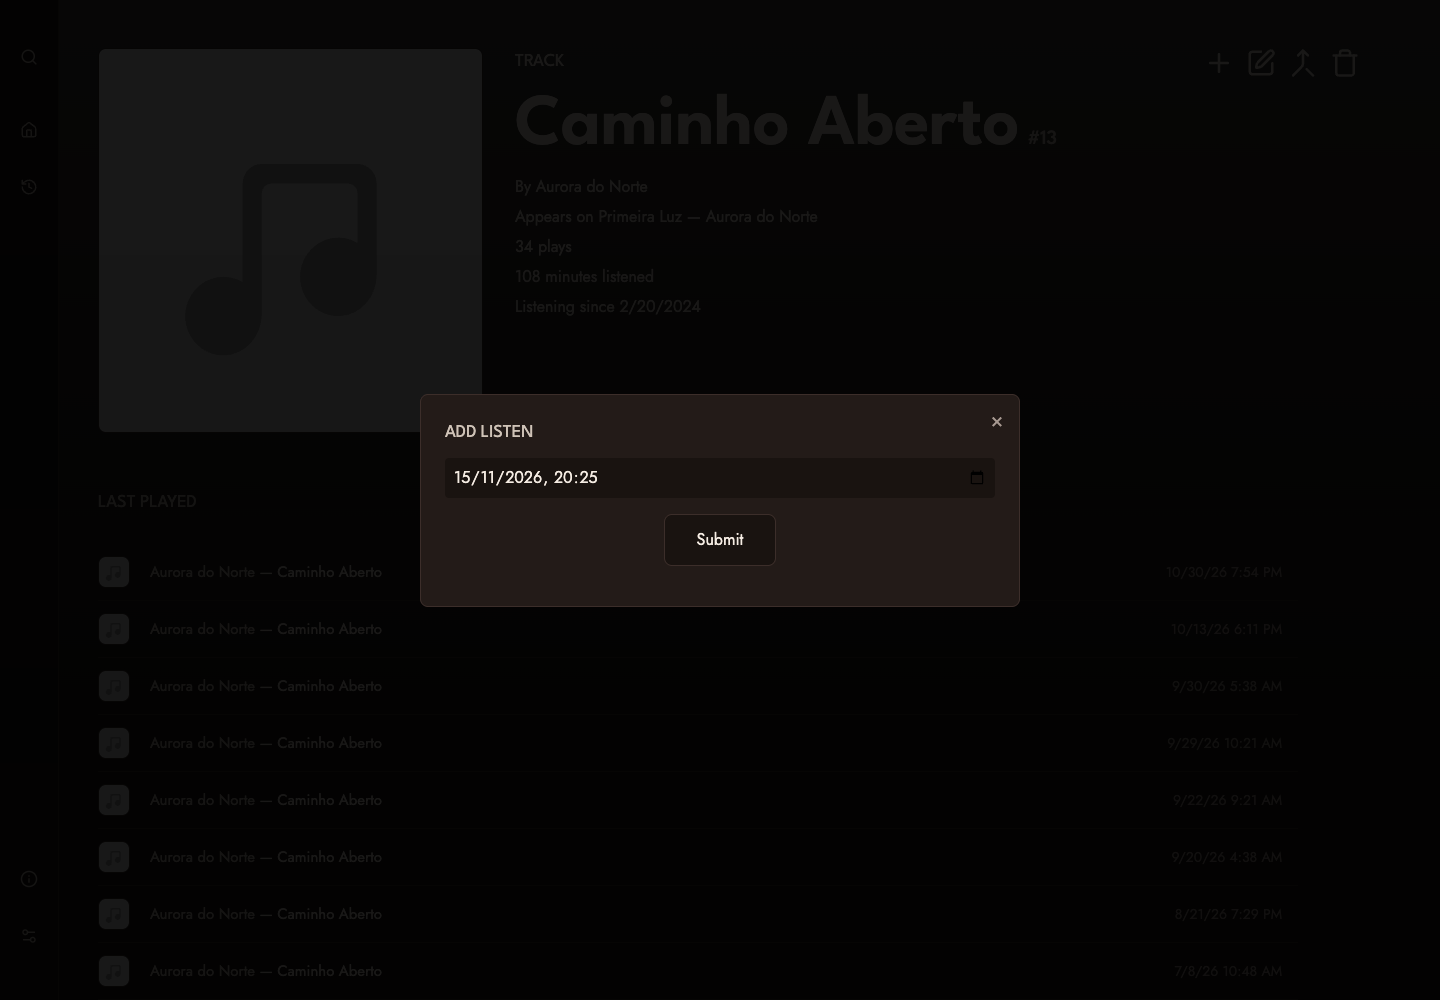 TRACK
Caminho Aberto #13
By Aurora do Norte
Appears on Primeira Luz — Aurora do Norte
34 plays
108 minutes listened
Listening since 2/20/2024
ADD LISTEN
×
15/11/2026, 20:25
Submit
LAST PLAYED
Aurora do Norte — Caminho Aberto 10/30/26 7:54 PM
Aurora do Norte — Caminho Aberto 10/13/26 6:11 PM
Aurora do Norte — Caminho Aberto 9/30/26 5:38 AM
Aurora do Norte — Caminho Aberto 9/29/26 10:21 AM
Aurora do Norte — Caminho Aberto 9/22/26 9:21 AM
Aurora do Norte — Caminho Aberto 9/20/26 4:38 AM
Aurora do Norte — Caminho Aberto 8/21/26 7:29 PM
Aurora do Norte — Caminho Aberto 7/8/26 10:48 AM